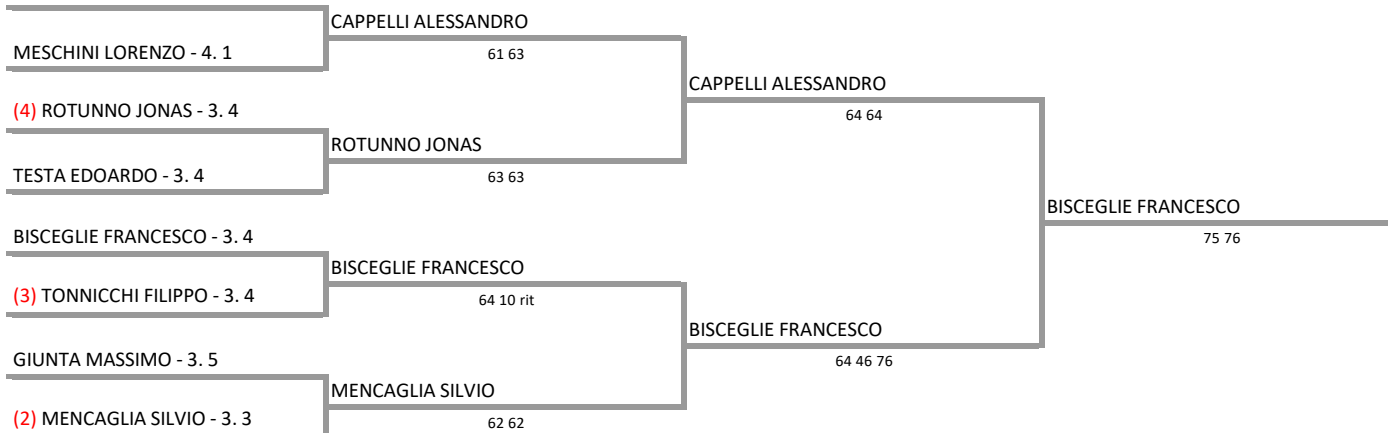 CAPPELLI ALESSANDRO
MESCHINI LORENZO - 4. 1
61 63
CAPPELLI ALESSANDRO
(4) ROTUNNO JONAS - 3. 4
64 64
ROTUNNO JONAS
TESTA EDOARDO - 3. 4
63 63
BISCEGLIE FRANCESCO
BISCEGLIE FRANCESCO - 3. 4
75 76
BISCEGLIE FRANCESCO
(3) TONNICCHI FILIPPO - 3. 4
64 10 rit
BISCEGLIE FRANCESCO
GIUNTA MASSIMO - 3. 5
64 46 76
MENCAGLIA SILVIO
(2) MENCAGLIA SILVIO - 3. 3
62 62